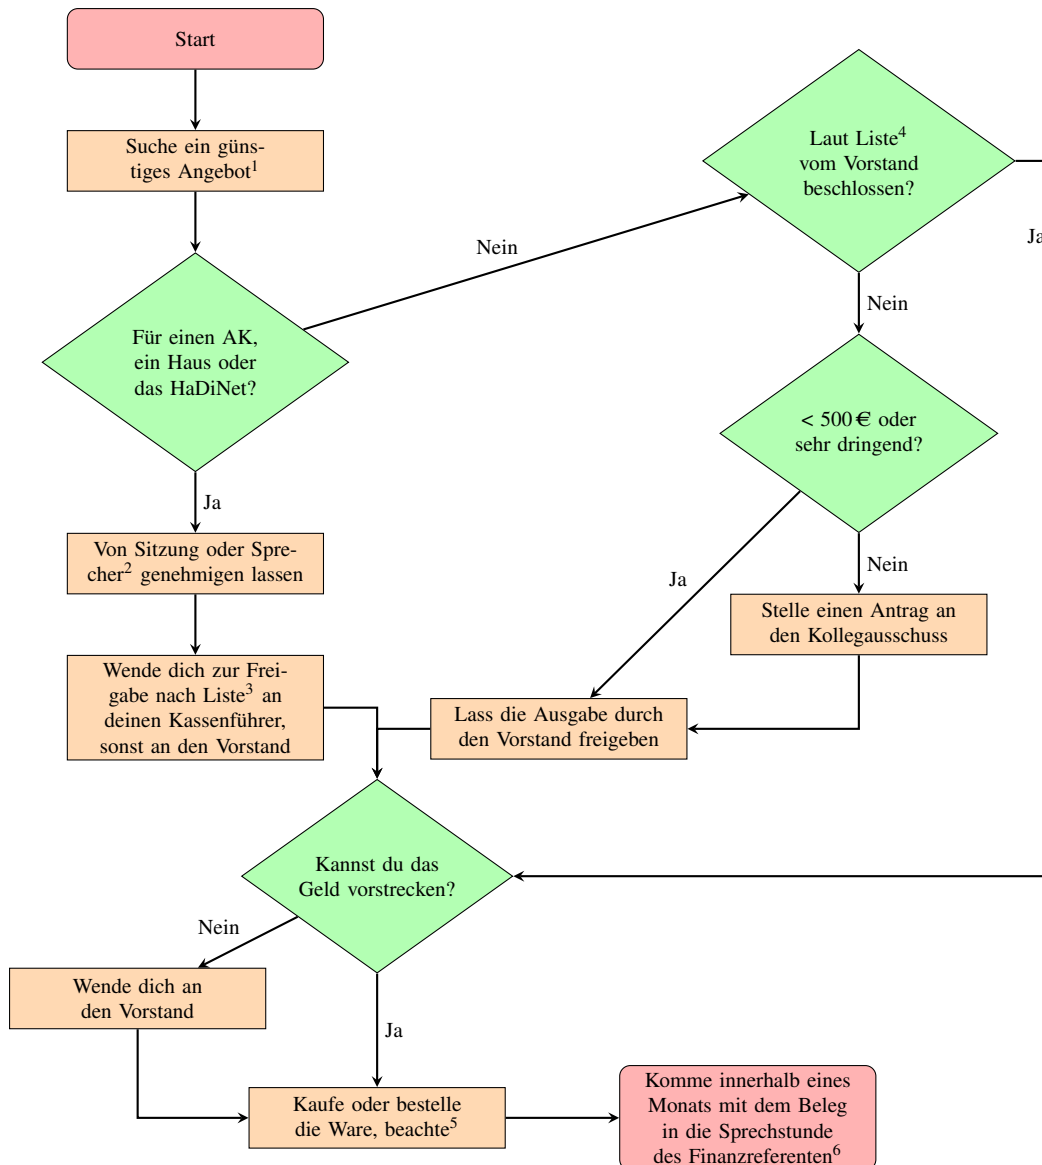 Start
Suche ein güns-
tiges Angebot¹
Für einen AK,
ein Haus oder
das HaDiNet?
Nein
Laut Liste⁴
vom Vorstand
beschlossen?
Ja
Nein
< 500 € oder
sehr dringend?
Ja
Von Sitzung oder Spre-
cher² genehmigen lassen
Ja
Nein
Stelle einen Antrag an
den Kollegausschuss
Wende dich zur Frei-
gabe nach Liste³ an
deinen Kassenführer,
sonst an den Vorstand
Lass die Ausgabe durch
den Vorstand freigeben
Kannst du das
Geld vorstrecken?
Nein
Wende dich an
den Vorstand
Ja
Kaufe oder bestelle
die Ware, beachte⁵
Komme innerhalb eines
Monats mit dem Beleg
in die Sprechstunde
des Finanzreferenten⁶